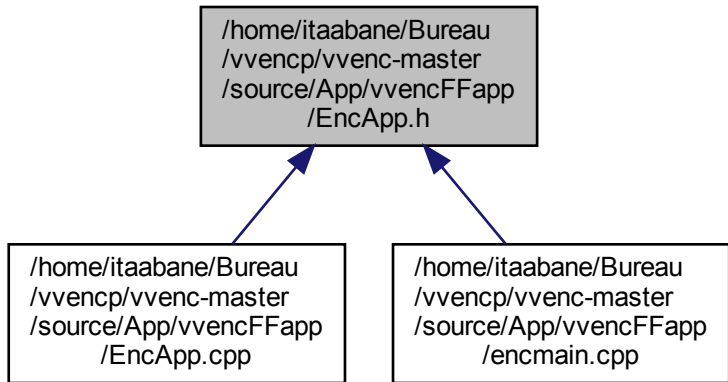 /home/itaabane/Bureau
/vvencp/vvenc-master
/source/App/vvencFFapp
/EncApp.h
/home/itaabane/Bureau
/vvencp/vvenc-master
/source/App/vvencFFapp
/EncApp.cpp
/home/itaabane/Bureau
/vvencp/vvenc-master
/source/App/vvencFFapp
/encmain.cpp